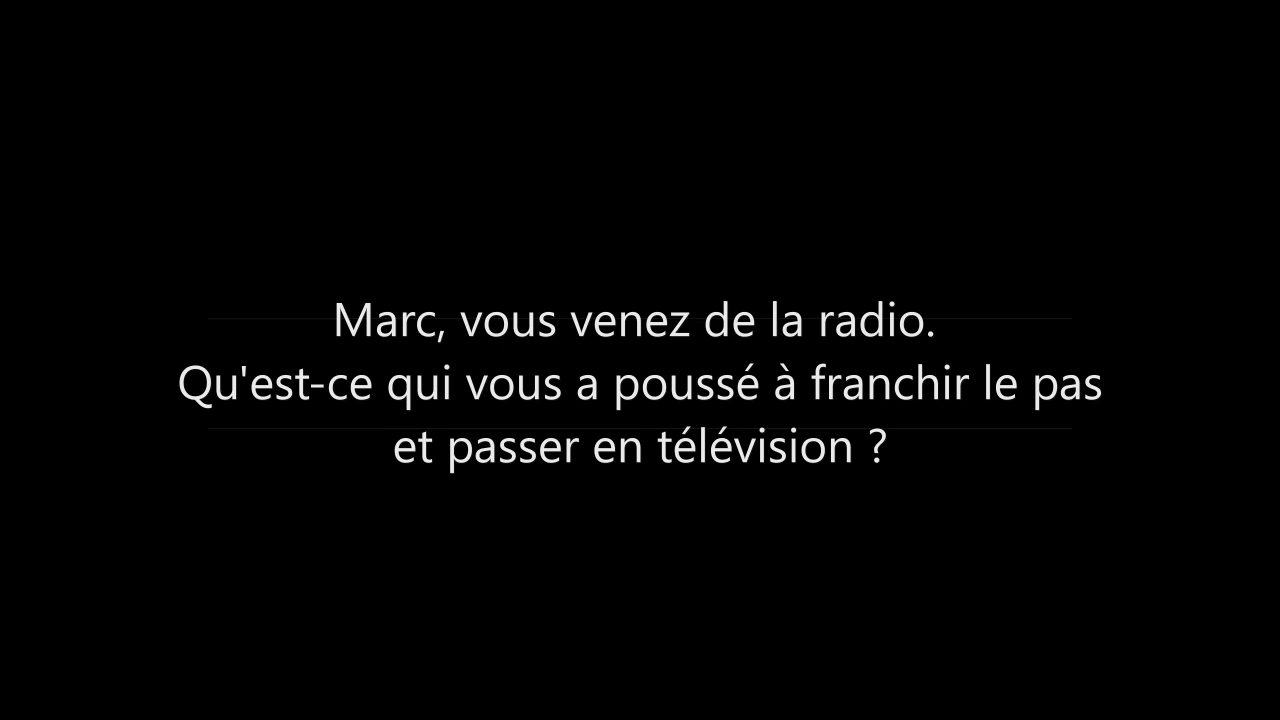 Marc, vous venez de la radio.
Qu'est-ce qui vous a poussé à franchir le pas
et passer en télévision ?